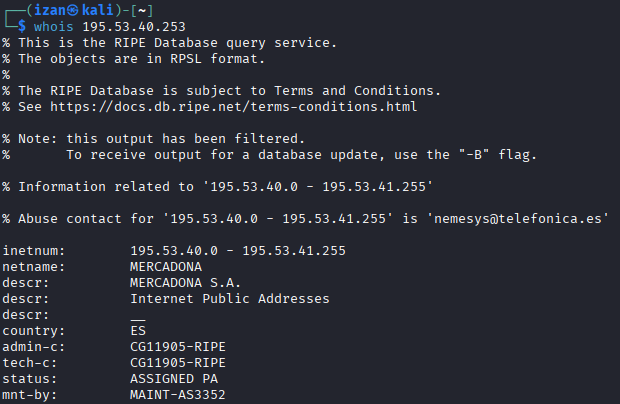 ┌──(izan㉿kali)-[~]
└─$ whois 195.53.40.253
% This is the RIPE Database query service.
% The objects are in RPSL format.
%
% The RIPE Database is subject to Terms and Conditions.
% See https://docs.db.ripe.net/terms-conditions.html

% Note: this output has been filtered.
%       To receive output for a database update, use the "-B" flag.

% Information related to '195.53.40.0 - 195.53.41.255'

% Abuse contact for '195.53.40.0 - 195.53.41.255' is 'nemesys@telefonica.es'

inetnum:        195.53.40.0 - 195.53.41.255
netname:        MERCADONA
descr:          MERCADONA S.A.
descr:          Internet Public Addresses
descr:          __
country:        ES
admin-c:        CG11905-RIPE
tech-c:         CG11905-RIPE
status:         ASSIGNED PA
mnt-by:         MAINT-AS3352